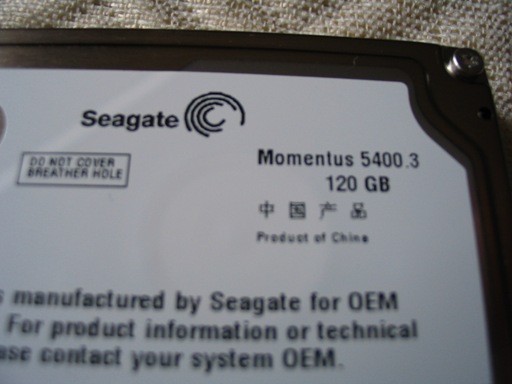 Seagate
DO NOT COVER
BREATHER HOLE
Momentus 5400.3
120 GB
中国产品
Product of China
manufactured by Seagate for OEM
For product information or technical
contact your system OEM.